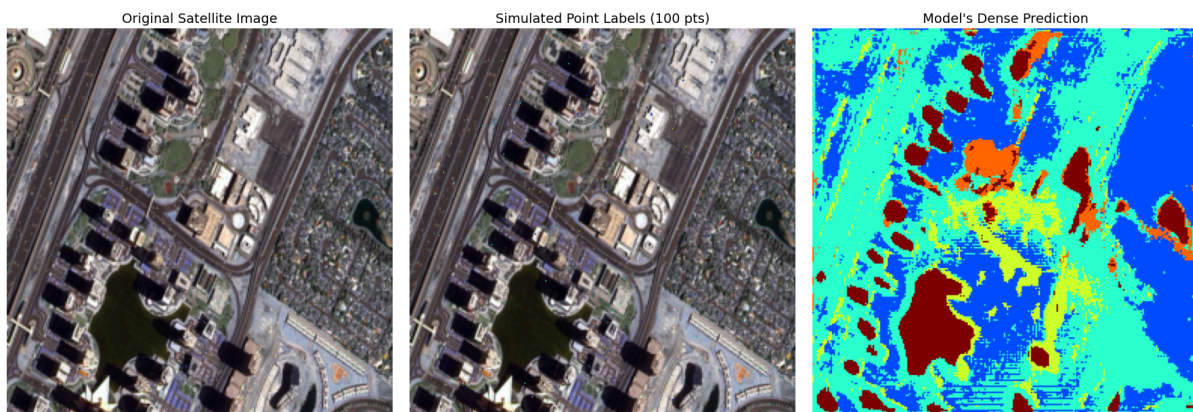 Original Satellite Image
Simulated Point Labels (100 pts)
Model's Dense Prediction